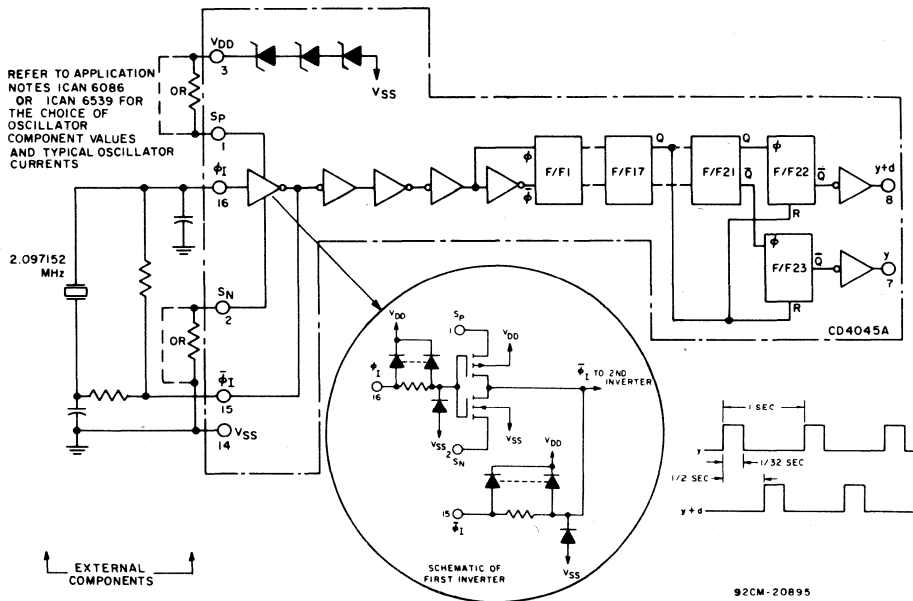 VDD
3
REFER TO APPLICATION
NOTES ICAN 6086
OR ICAN 6539 FOR
THE CHOICE OF
OSCILLATOR
COMPONENT VALUES
AND TYPICAL OSCILLATOR
CURRENTS
OR
VSS
SP
1
ϕI
16
2.097152
MHz
SN
2
OR
ϕ̅I
15
VSS
14
ϕ
ϕ̅
F/F1
F/F17
Q
F/F21
Q
Q̅
ϕ
F/F22
Q̅
R
y+d
8
ϕ
F/F23
Q̅
R
y
7
CD4045A
SP
1
VDD
VDD
ϕI
16
ϕ̅I TO 2ND
INVERTER
VSS
VSS
2
SN
VDD
15
ϕ̅I
VSS
SCHEMATIC OF
FIRST INVERTER
1 SEC
y
1/32 SEC
1/2 SEC
y+d
EXTERNAL
COMPONENTS
92CM-20895